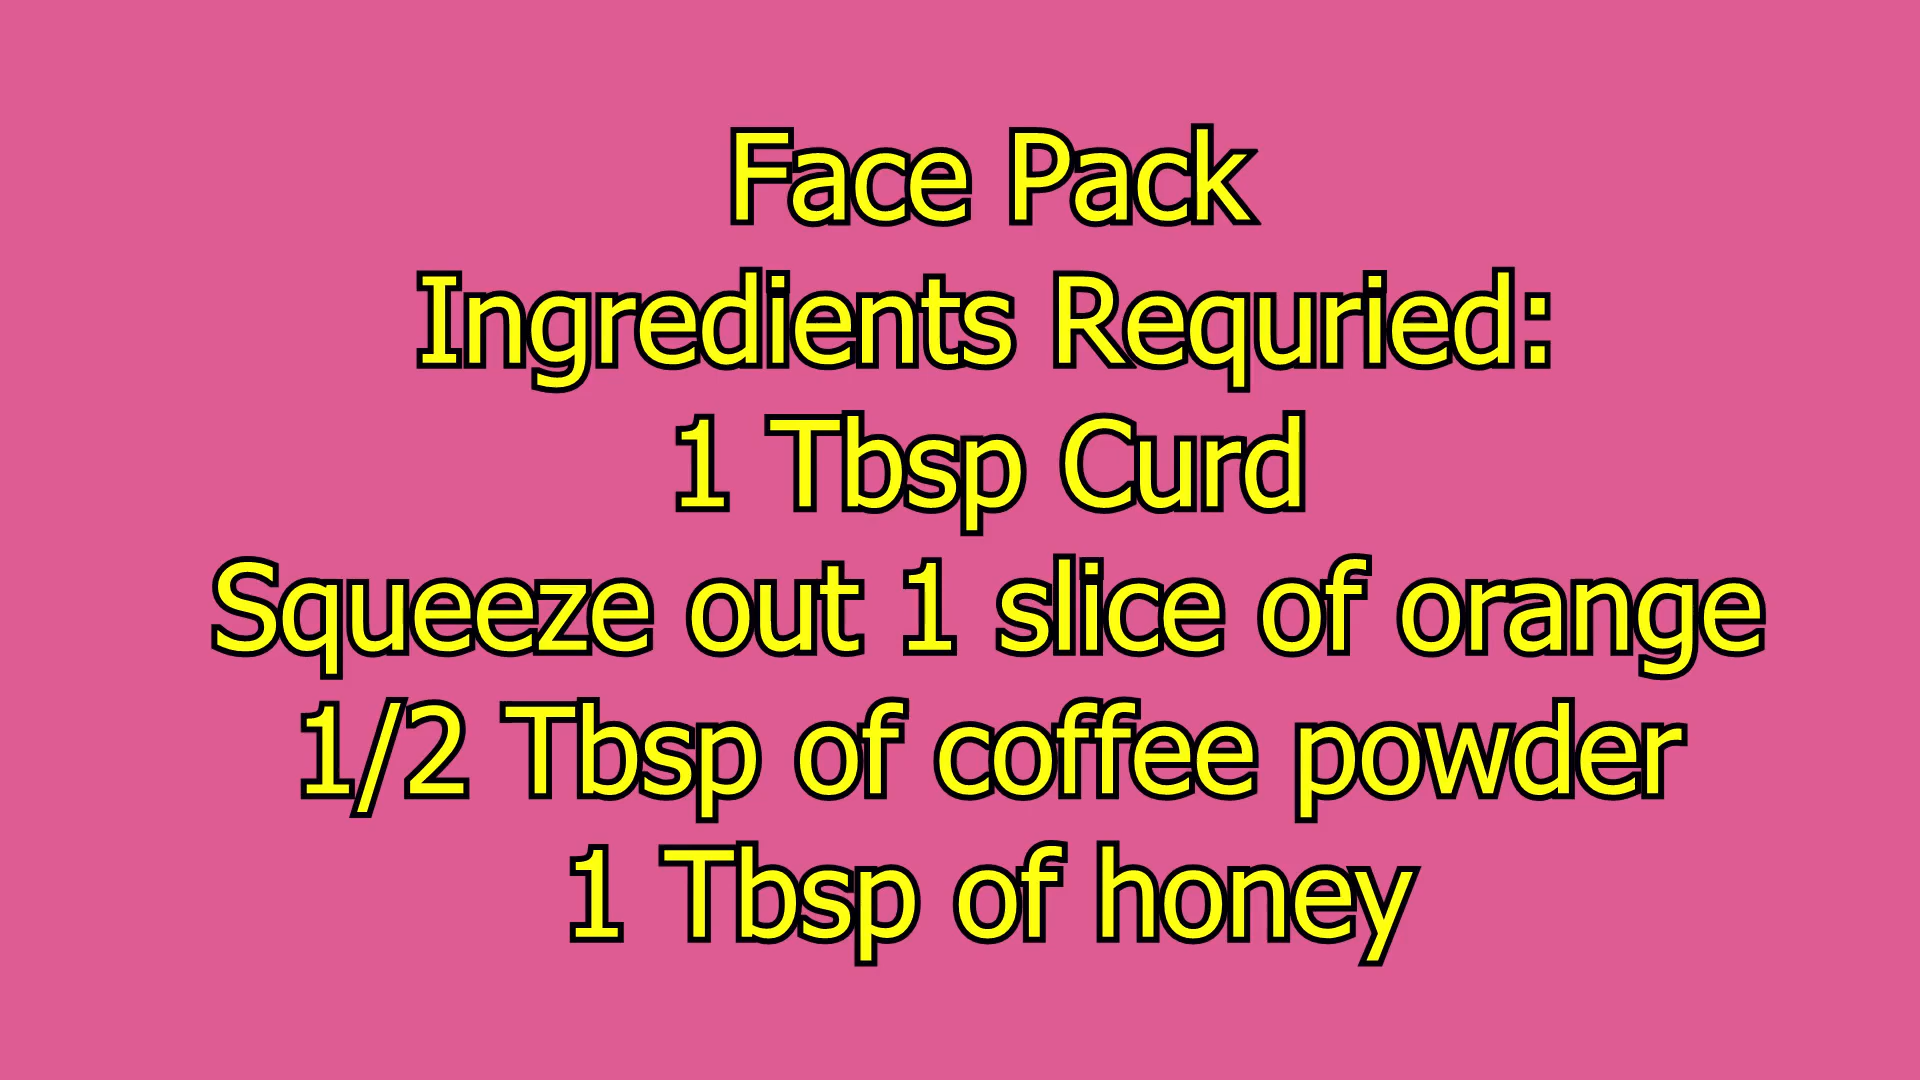 Face Pack
Ingredients Requried:
1 Tbsp Curd
Squeeze out 1 slice of orange
1/2 Tbsp of coffee powder
1 Tbsp of honey